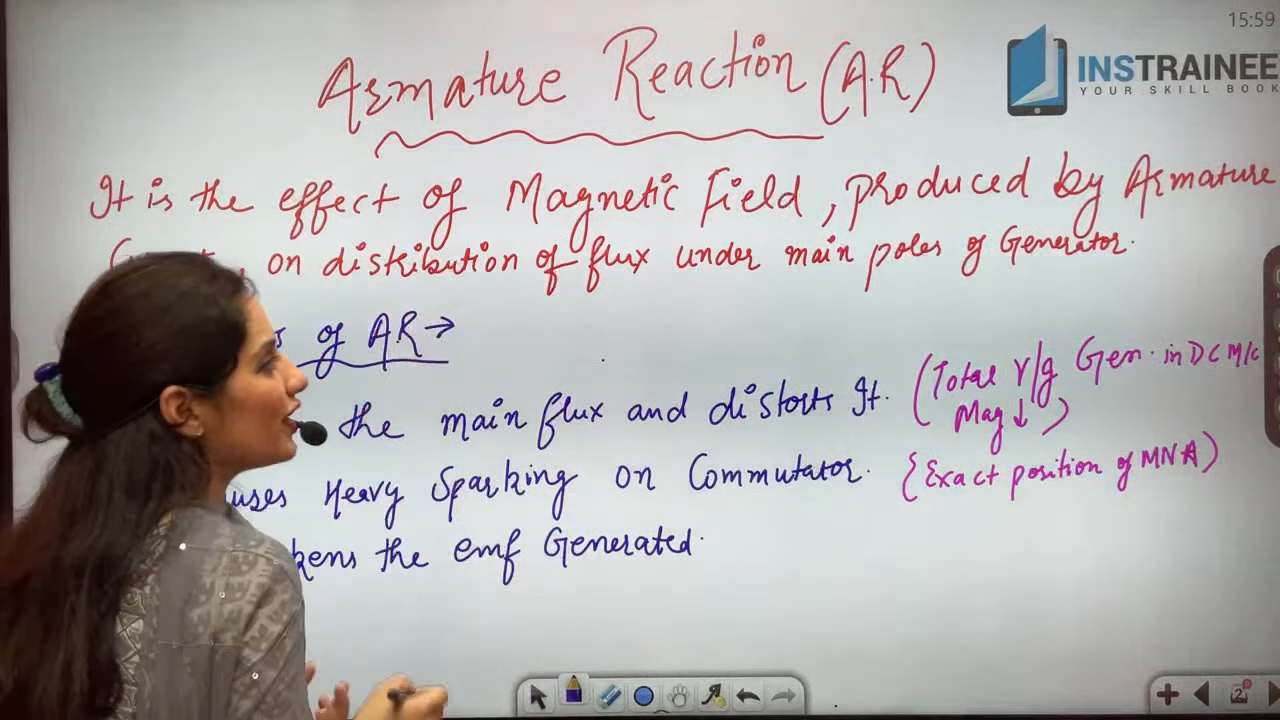 15:59
INSTRAINEE
YOUR SKILL BOOK
Armature Reaction (A.R)
It is the effect of Magnetic Field, produced by Armature
on distribution of flux under main poles of Generator.
of AR →
the main flux and distorts It. (Total v/g Gen. in DC M/c
Mag ↓)
uses Heavy Sparking on Commutator. {Exact position of MNA)
kens the emf Generated.
2